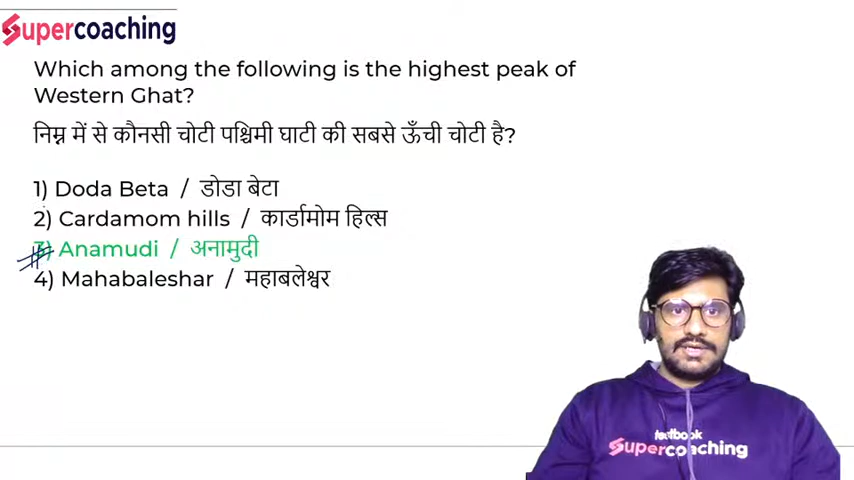 Supercoaching
Which among the following is the highest peak of
Western Ghat?
निम्न में से कौनसी चोटी पश्चिमी घाटी की सबसे ऊँची चोटी है?
1) Doda Beta / डोडा बेटा
2) Cardamom hills / कार्डामोम हिल्स
3) Anamudi / अनामुदी
4) Mahabaleshar / महाबलेश्वर
testbook
Supercoaching